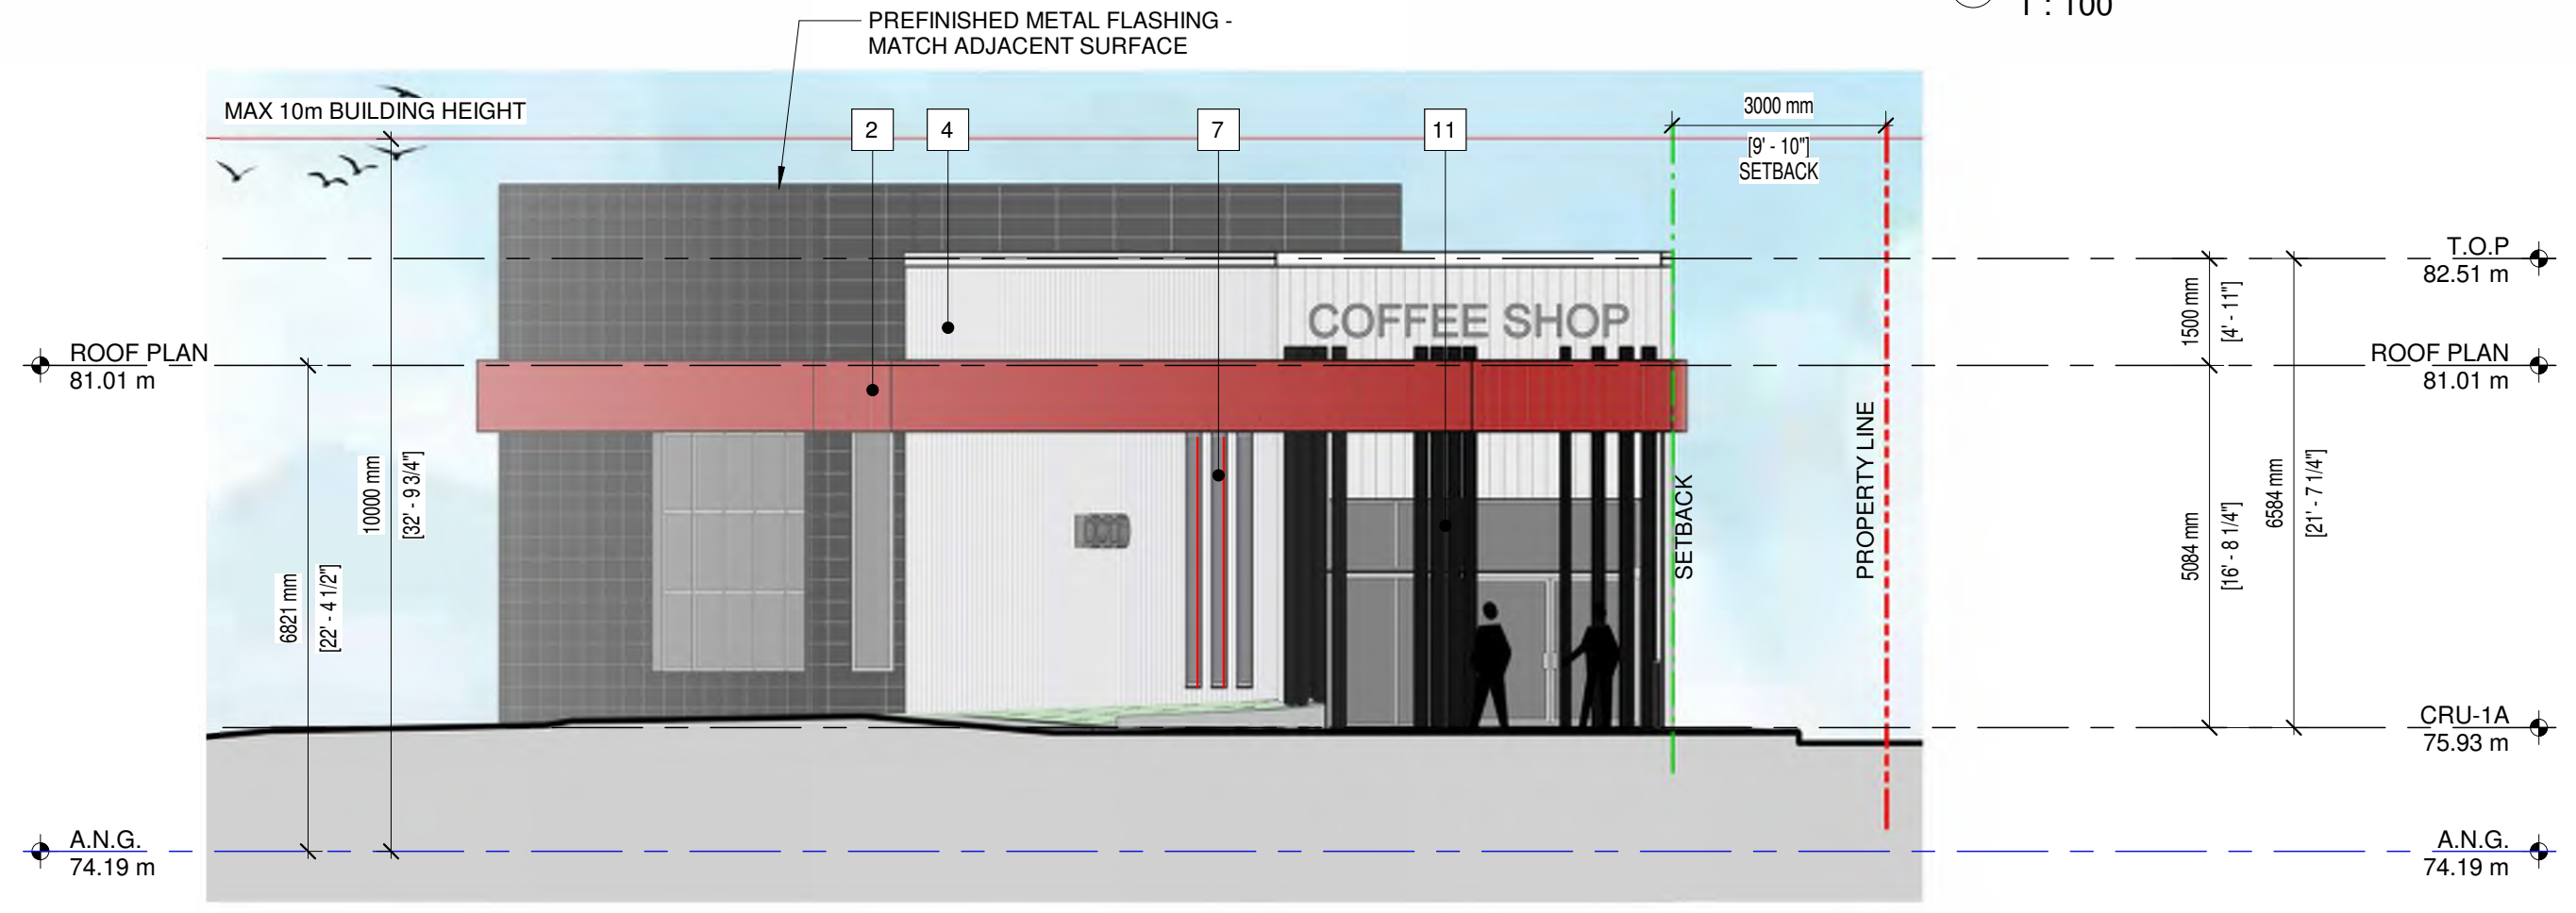 1 : 100
PREFINISHED METAL FLASHING -
MATCH ADJACENT SURFACE
MAX 10m BUILDING HEIGHT
2
4
7
11
3000 mm
[9' - 10"]
SETBACK
T.O.P
82.51 m
1500 mm
[4' - 11"]
COFFEE SHOP
ROOF PLAN
81.01 m
ROOF PLAN
81.01 m
10000 mm
[32' - 9 3/4"]
6821 mm
[22' - 4 1/2"]
SETBACK
PROPERTY LINE
5084 mm
[16' - 8 1/4"]
6584 mm
[21' - 7 1/4"]
CRU-1A
75.93 m
A.N.G.
74.19 m
A.N.G.
74.19 m